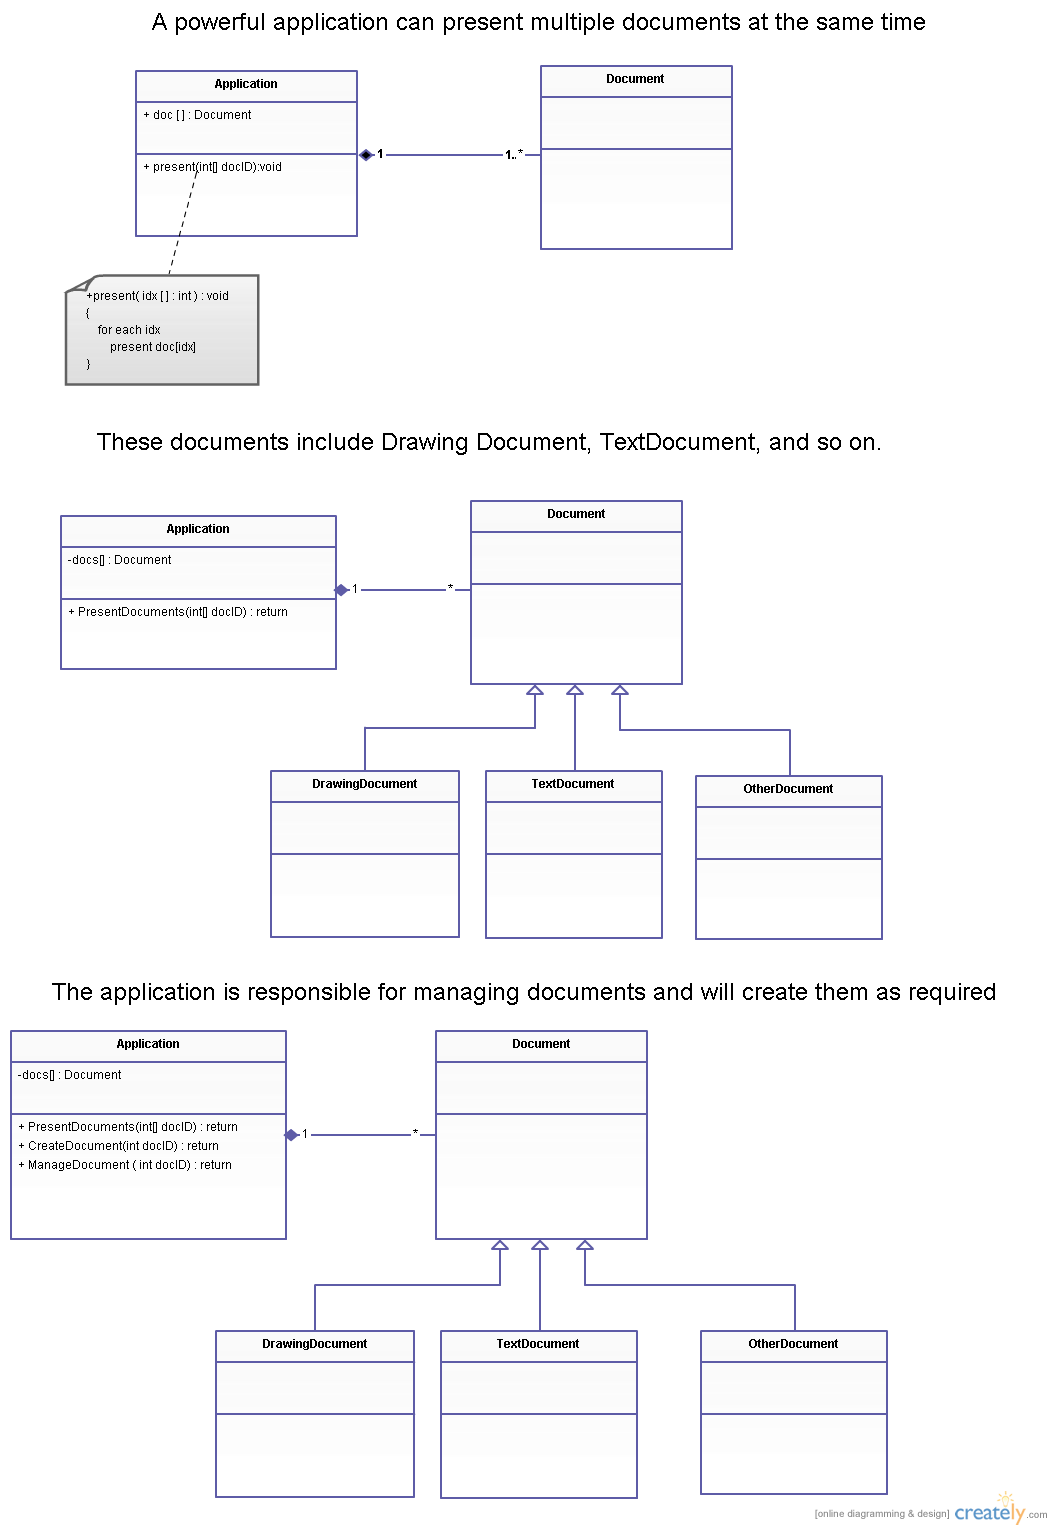 A powerful application can present multiple documents at the same time
Application
+ doc [ ] : Document
+ present(int[] docID):void
1
1..*
Document
+present( idx [ ] : int ) : void
{
for each idx
present doc[idx]
}
These documents include Drawing Document, TextDocument, and so on.
Application
-docs[] : Document
+ PresentDocuments(int[] docID) : return
1
*
Document
DrawingDocument
TextDocument
OtherDocument
The application is responsible for managing documents and will create them as required
Application
-docs[] : Document
+ PresentDocuments(int[] docID) : return
+ CreateDocument(int docID) : return
+ ManageDocument ( int docID) : return
1
*
Document
DrawingDocument
TextDocument
OtherDocument
[online diagramming & design] creately.com